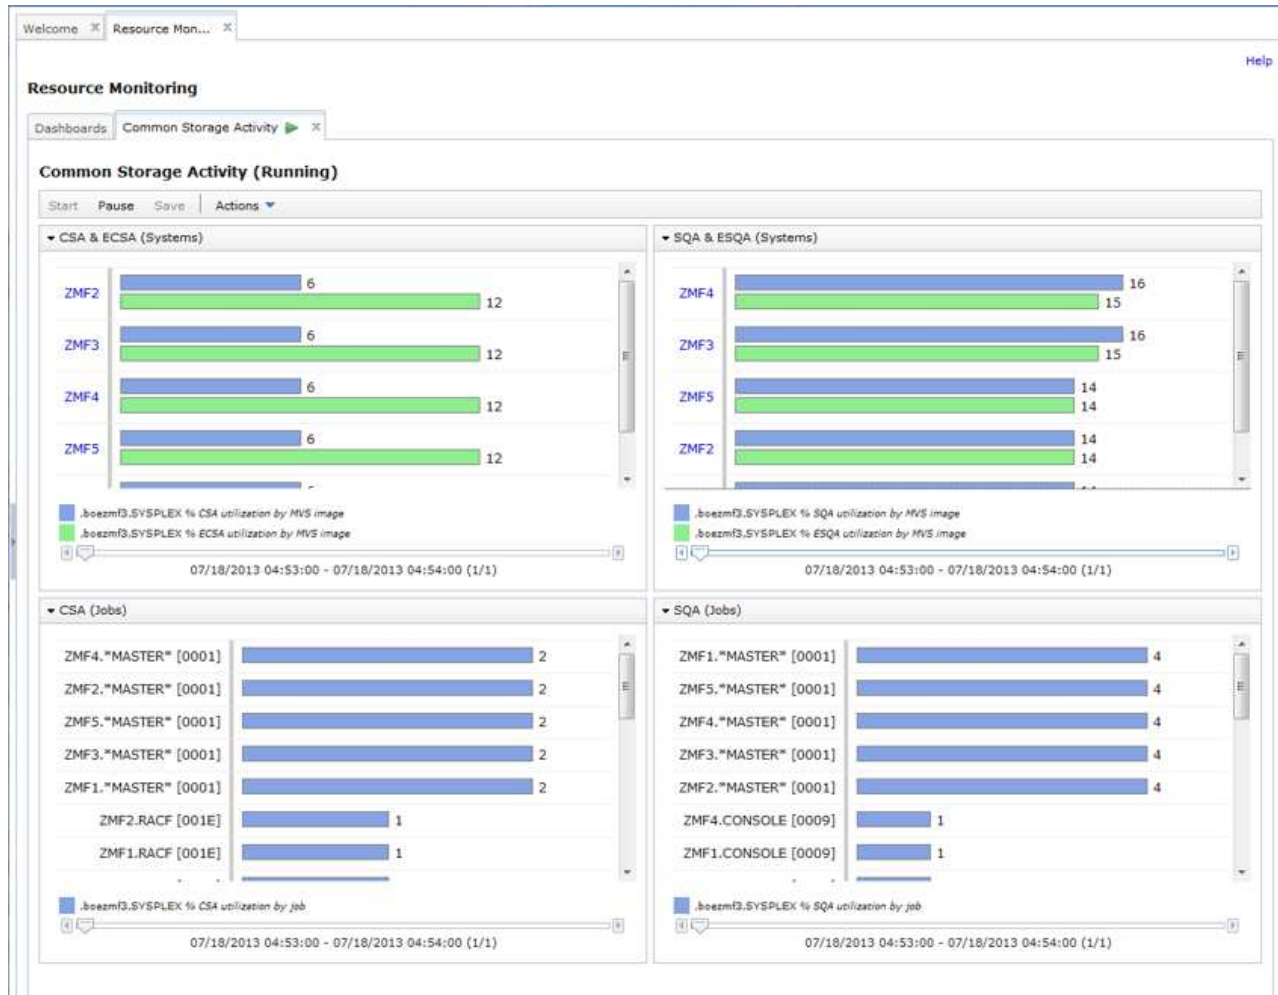 Welcome
Resource Mon...
Help
Resource Monitoring
Dashboards
Common Storage Activity
Common Storage Activity (Running)
Start Pause Save Actions
CSA & ECSA (Systems)
ZMF2 6
12
ZMF3 6
12
ZMF4 6
12
ZMF5 6
12
.boezmf3.SYSPLEX % CSA utilization by MVS image
.boezmf3.SYSPLEX % ECSA utilization by MVS image
07/18/2013 04:53:00 - 07/18/2013 04:54:00 (1/1)
SQA & ESQA (Systems)
ZMF4 16
15
ZMF3 16
15
ZMF5 14
14
ZMF2 14
14
.boezmf3.SYSPLEX % SQA utilization by MVS image
.boezmf3.SYSPLEX % ESQA utilization by MVS image
07/18/2013 04:53:00 - 07/18/2013 04:54:00 (1/1)
CSA (Jobs)
ZMF4."MASTER" [0001] 2
ZMF2."MASTER" [0001] 2
ZMF5."MASTER" [0001] 2
ZMF3."MASTER" [0001] 2
ZMF1."MASTER" [0001] 2
ZMF2.RACF [001E] 1
ZMF1.RACF [001E] 1
.boezmf3.SYSPLEX % CSA utilization by job
07/18/2013 04:53:00 - 07/18/2013 04:54:00 (1/1)
SQA (Jobs)
ZMF1."MASTER" [0001] 4
ZMF5."MASTER" [0001] 4
ZMF4."MASTER" [0001] 4
ZMF3."MASTER" [0001] 4
ZMF2."MASTER" [0001] 4
ZMF4.CONSOLE [0009] 1
ZMF1.CONSOLE [0009] 1
.boezmf3.SYSPLEX % SQA utilization by job
07/18/2013 04:53:00 - 07/18/2013 04:54:00 (1/1)